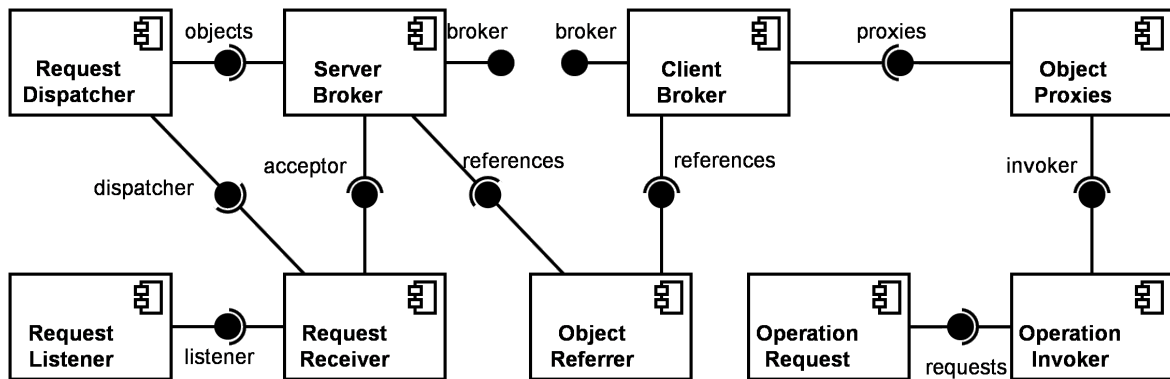 objects
broker
broker
proxies
Request
Dispatcher
Server
Broker
Client
Broker
Object
Proxies
dispatcher
acceptor
references
references
invoker
Request
Listener
listener
Request
Receiver
Object
Referrer
Operation
Request
requests
Operation
Invoker